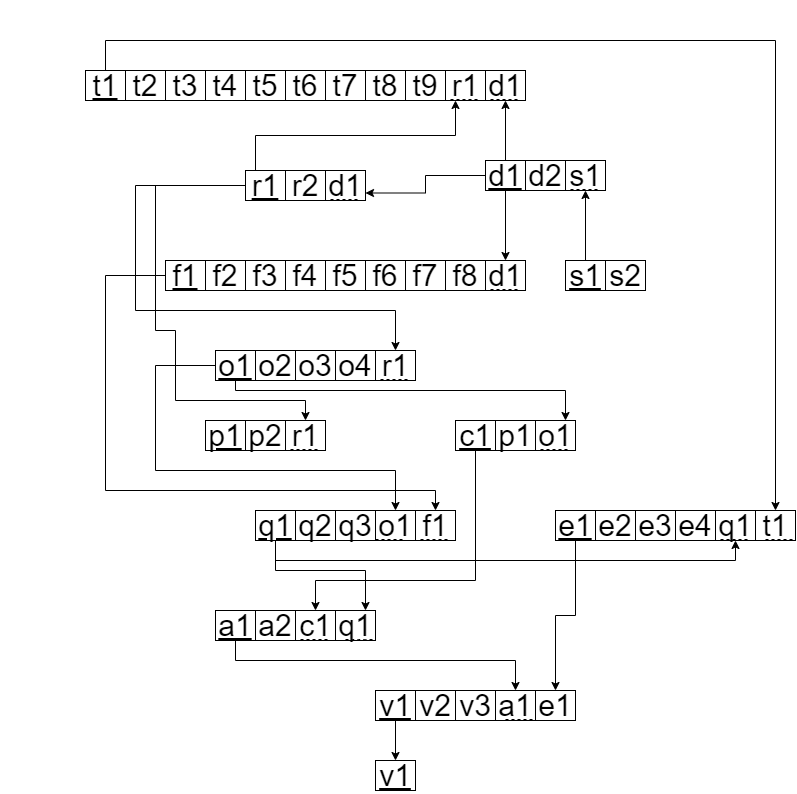 t1 t2 t3 t4 t5 t6 t7 t8 t9 r1 d1
r1 r2 d1
d1 d2 s1
f1 f2 f3 f4 f5 f6 f7 f8 d1
s1 s2
o1 o2 o3 o4 r1
p1 p2 r1
c1 p1 o1
q1 q2 q3 o1 f1
e1 e2 e3 e4 q1 t1
a1 a2 c1 q1
v1 v2 v3 a1 e1
v1